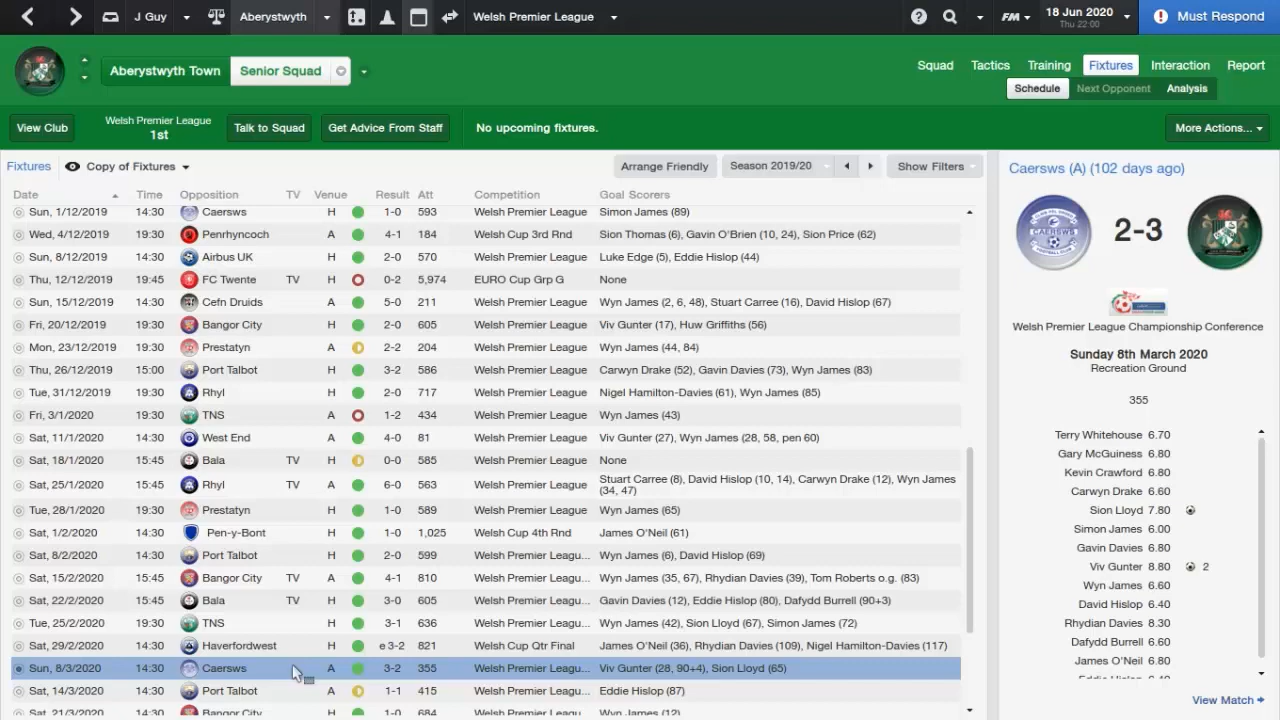 J Guy Aberystwyth Welsh Premier League FM 18 Jun 2020 Must Respond
Thu 22:00
Aberystwyth Town Senior Squad Squad Tactics Training Fixtures Interaction Report
Schedule Next Opponent Analysis
View Club Welsh Premier League Talk to Squad Get Advice From Staff No upcoming fixtures. More Actions...
1st
Fixtures Copy of Fixtures Arrange Friendly Season 2019/20 Show Filters
Date Time Opposition TV Venue Result Att Competition Goal Scorers
Sun, 1/12/2019 14:30 Caersws H 1-0 593 Welsh Premier League Simon James (89)
Wed, 4/12/2019 19:30 Penrhyncoch A 4-1 184 Welsh Cup 3rd Rnd Sion Thomas (6), Gavin O'Brien (10, 24), Sion Price (62)
Sun, 8/12/2019 14:30 Airbus UK H 2-0 570 Welsh Premier League Luke Edge (5), Eddie Hislop (44)
Thu, 12/12/2019 19:45 FC Twente TV H 0-2 5,974 EURO Cup Grp G None
Sun, 15/12/2019 14:30 Cefn Druids A 5-0 211 Welsh Premier League Wyn James (2, 6, 48), Stuart Carree (16), David Hislop (67)
Fri, 20/12/2019 19:30 Bangor City H 2-0 605 Welsh Premier League Viv Gunter (17), Huw Griffiths (56)
Mon, 23/12/2019 19:30 Prestatyn A 2-2 204 Welsh Premier League Wyn James (44, 84)
Thu, 26/12/2019 15:00 Port Talbot H 3-2 586 Welsh Premier League Carwyn Drake (52), Gavin Davies (73), Wyn James (83)
Tue, 31/12/2019 19:30 Rhyl H 2-0 717 Welsh Premier League Nigel Hamilton-Davies (61), Wyn James (85)
Fri, 3/1/2020 19:30 TNS A 1-2 434 Welsh Premier League Wyn James (43)
Sat, 11/1/2020 14:30 West End A 4-0 81 Welsh Premier League Viv Gunter (27), Wyn James (28, 58, pen 60)
Sat, 18/1/2020 15:45 Bala TV H 0-0 585 Welsh Premier League None
Sat, 25/1/2020 15:45 Rhyl TV A 6-0 563 Welsh Premier League Stuart Carree (8), David Hislop (10, 14), Carwyn Drake (12), Wyn James
(34, 47)
Tue, 28/1/2020 19:30 Prestatyn H 1-0 589 Welsh Premier League Wyn James (65)
Sat, 1/2/2020 14:30 Pen-y-Bont H 1-0 1,025 Welsh Cup 4th Rnd James O'Neil (61)
Sat, 8/2/2020 14:30 Port Talbot H 2-0 599 Welsh Premier Leagu... Wyn James (6), David Hislop (69)
Sat, 15/2/2020 15:45 Bangor City TV A 4-1 810 Welsh Premier Leagu... Wyn James (35, 67), Rhydian Davies (39), Tom Roberts o.g. (83)
Sat, 22/2/2020 15:45 Bala TV H 3-0 605 Welsh Premier Leagu... Gavin Davies (12), Eddie Hislop (80), Dafydd Burrell (90+3)
Tue, 25/2/2020 19:30 TNS H 3-1 636 Welsh Premier Leagu... Wyn James (42), Sion Lloyd (67), Simon James (72)
Sat, 29/2/2020 14:30 Haverfordwest H e 3-2 821 Welsh Cup Qtr Final James O'Neil (36), Rhydian Davies (109), Nigel Hamilton-Davies (117)
Sun, 8/3/2020 14:30 Caersws A 3-2 355 Welsh Premier Leagu... Viv Gunter (28, 90+4), Sion Lloyd (65)
Sat, 14/3/2020 14:30 Port Talbot A 1-1 415 Welsh Premier Leagu... Eddie Hislop (87)
Sat, 21/3/2020 14:30 Bangor City H 1-0 684 Welsh Premier Leagu... Wyn James (12)
Caersws (A) (102 days ago)
CAERSWS 2-3
Welsh Premier League Championship Conference
Sunday 8th March 2020
Recreation Ground
355
Terry Whitehouse 6.70
Gary McGuiness 6.80
Kevin Crawford 6.80
Carwyn Drake 6.60
Sion Lloyd 7.80
Simon James 6.00
Gavin Davies 6.80
Viv Gunter 8.80 2
Wyn James 6.60
David Hislop 6.40
Rhydian Davies 8.30
Dafydd Burrell 6.60
James O'Neil 6.80
View Match